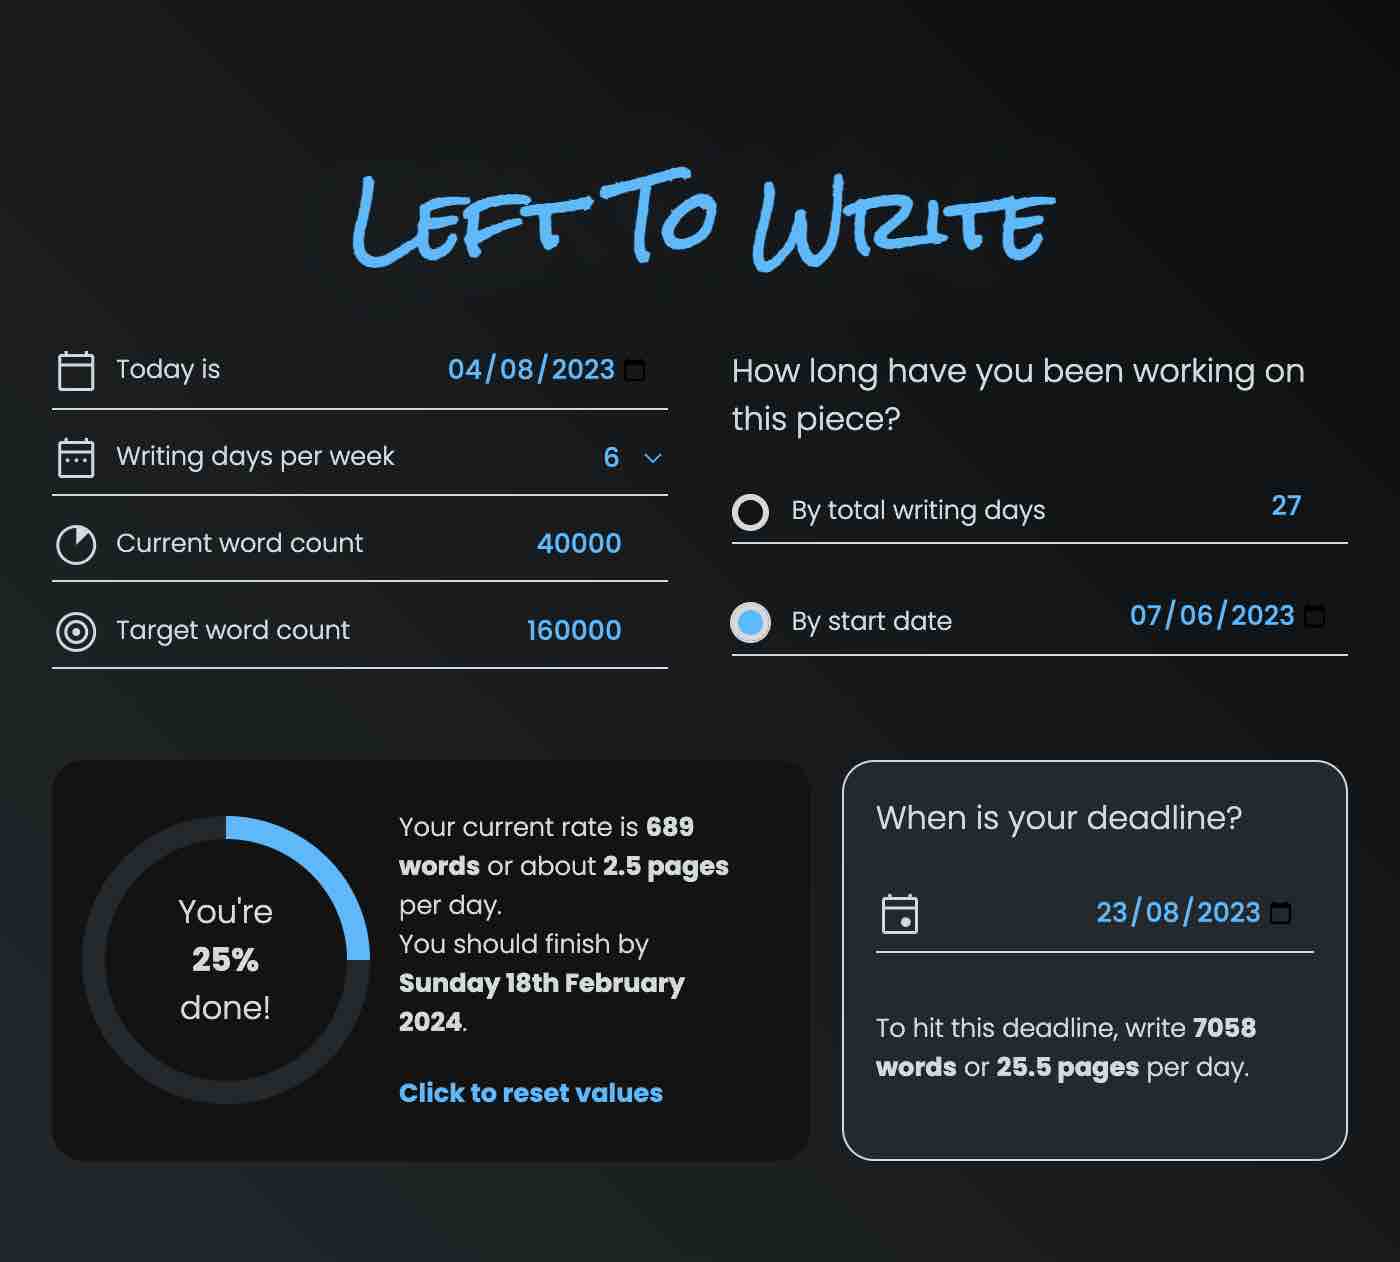 Left To Write
Today is 04/08/2023
Writing days per week 6
Current word count 40000
Target word count 160000
How long have you been working on
this piece?
By total writing days 27
By start date 07/06/2023
You're
25%
done!
Your current rate is 689
words or about 2.5 pages
per day.
You should finish by
Sunday 18th February
2024.
Click to reset values
When is your deadline?
23/08/2023
To hit this deadline, write 7058
words or 25.5 pages per day.